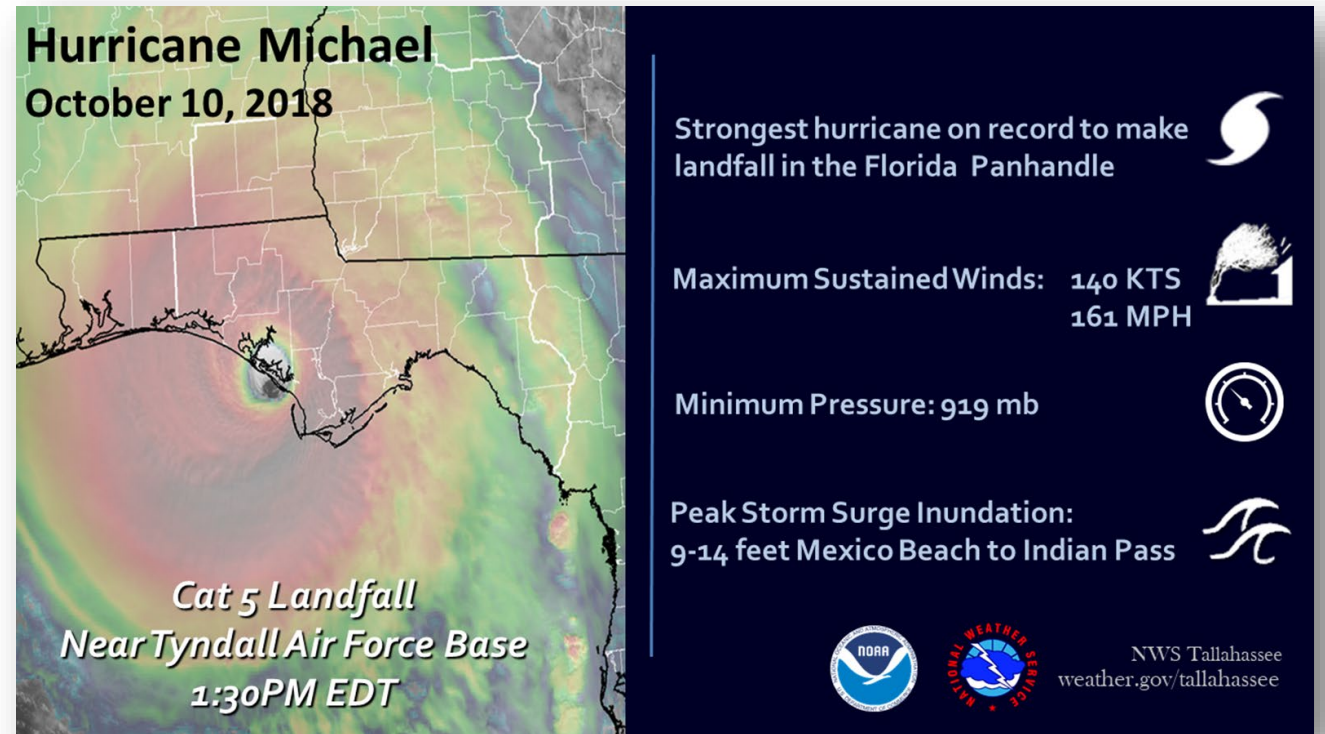 Hurricane Michael
October 10, 2018
Cat 5 Landfall
Near Tyndall Air Force Base
1:30PM EDT
Strongest hurricane on record to make
landfall in the Florida Panhandle
Maximum Sustained Winds: 140 KTS
161 MPH
Minimum Pressure: 919 mb
Peak Storm Surge Inundation:
9-14 feet Mexico Beach to Indian Pass
NOAA
NATIONAL WEATHER SERVICE
NWS Tallahassee
weather.gov/tallahassee